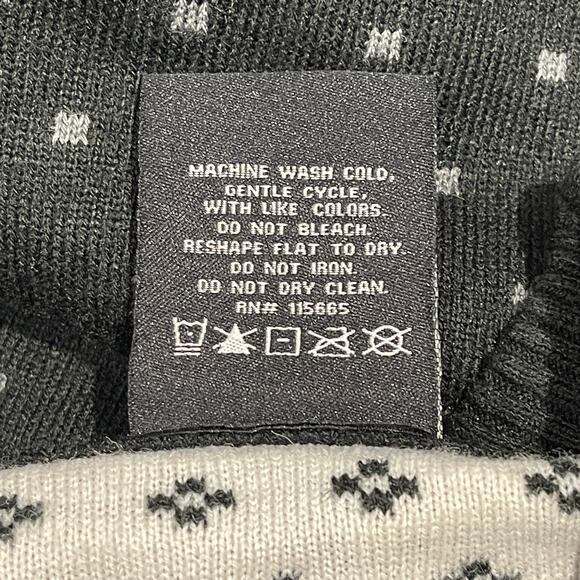 MACHINE WASH COLD,
GENTLE CYCLE,
WITH LIKE COLORS.
DO NOT BLEACH.
RESHAPE FLAT TO DRY.
DO NOT IRON.
DO NOT DRY CLEAN.
RN# 115665